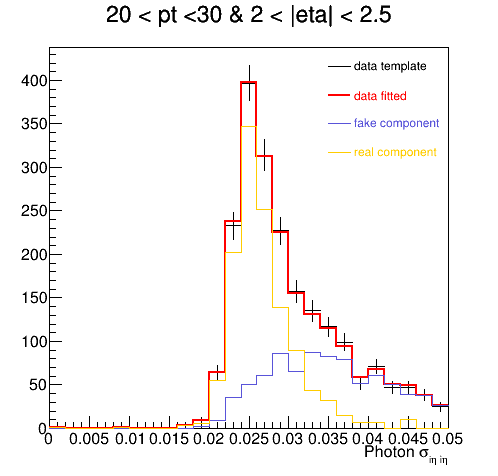 20 < pt <30 & 2 < |eta| < 2.5
data template
data fitted
fake component
real component
400
350
300
250
200
150
100
50
0
0 0.005 0.01 0.015 0.02 0.025 0.03 0.035 0.04 0.045 0.05
Photon σiη iη